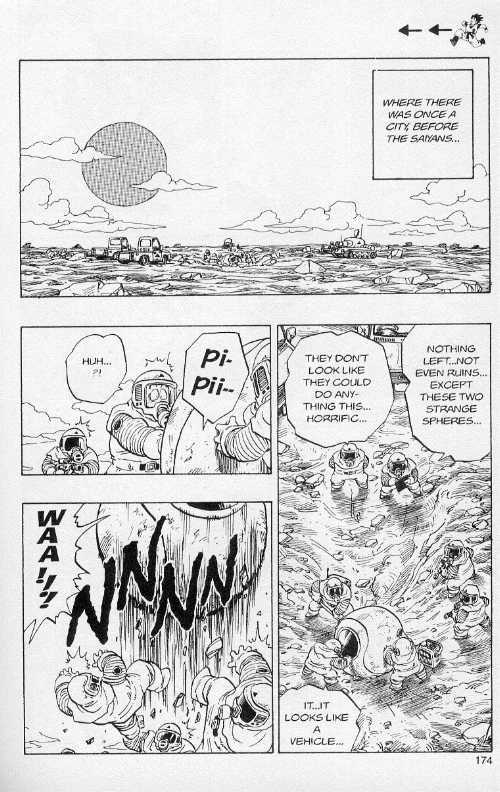 WHERE THERE
WAS ONCE A
CITY, BEFORE
THE SAIYANS...
NOTHING
LEFT...NOT
EVEN RUINS...
EXCEPT
THESE TWO
STRANGE
SPHERES...
THEY DON'T
LOOK LIKE
THEY COULD
DO ANY-
THING THIS...
HORRIFIC...
IT...IT
LOOKS LIKE
A
VEHICLE...
Pi-
Pii--
HUH...
?!
NNNN
WAA!!!
174